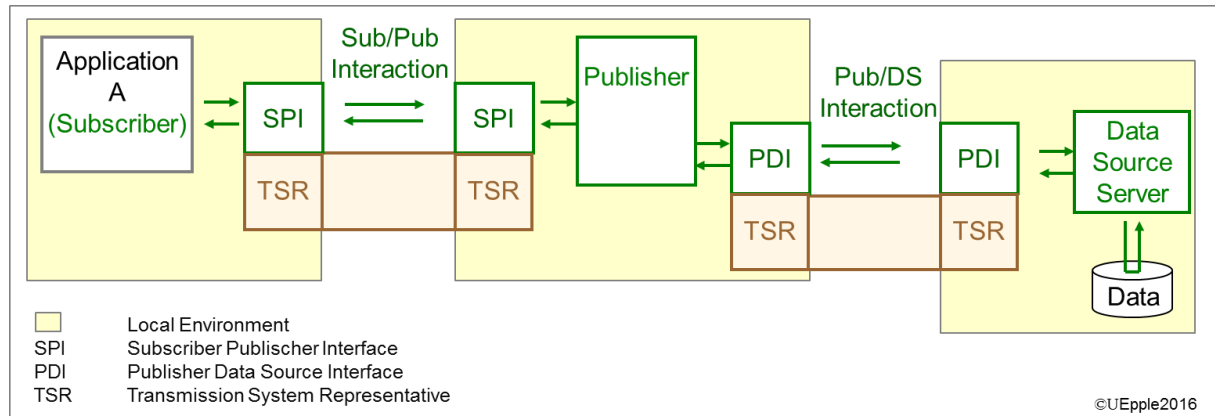 Application
A
(Subscriber)
SPI
TSR
Sub/Pub
Interaction
SPI
TSR
Publisher
PDI
TSR
Pub/DS
Interaction
PDI
TSR
Data
Source
Server
Data
Local Environment
SPI Subscriber Publischer Interface
PDI Publisher Data Source Interface
TSR Transmission System Representative
©UEpple2016